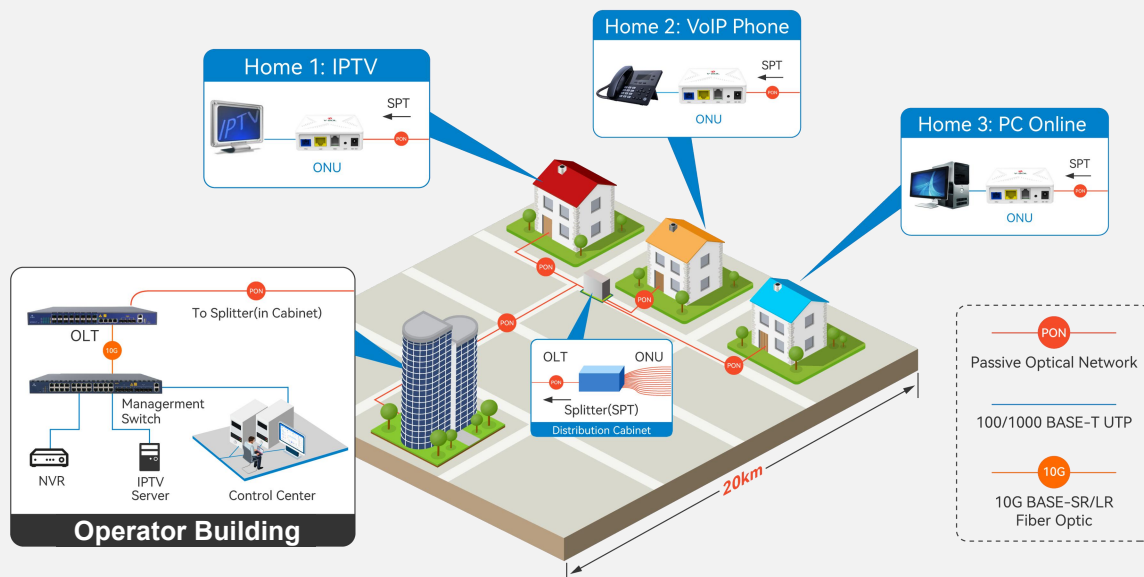 Home 1: IPTV
IPTV
SPT
PON
ONU
Home 2: VoIP Phone
SPT
PON
ONU
Home 3: PC Online
SPT
PON
ONU
PON
To Splitter(in Cabinet)
OLT
10G
Managerment
Switch
NVR
IPTV
Server
Control Center
Operator Building
PON
PON
PON
PON
PON
OLT
ONU
PON
Splitter(SPT)
Distribution Cabinet
20km
PON
Passive Optical Network
100/1000 BASE-T UTP
10G
10G BASE-SR/LR
Fiber Optic